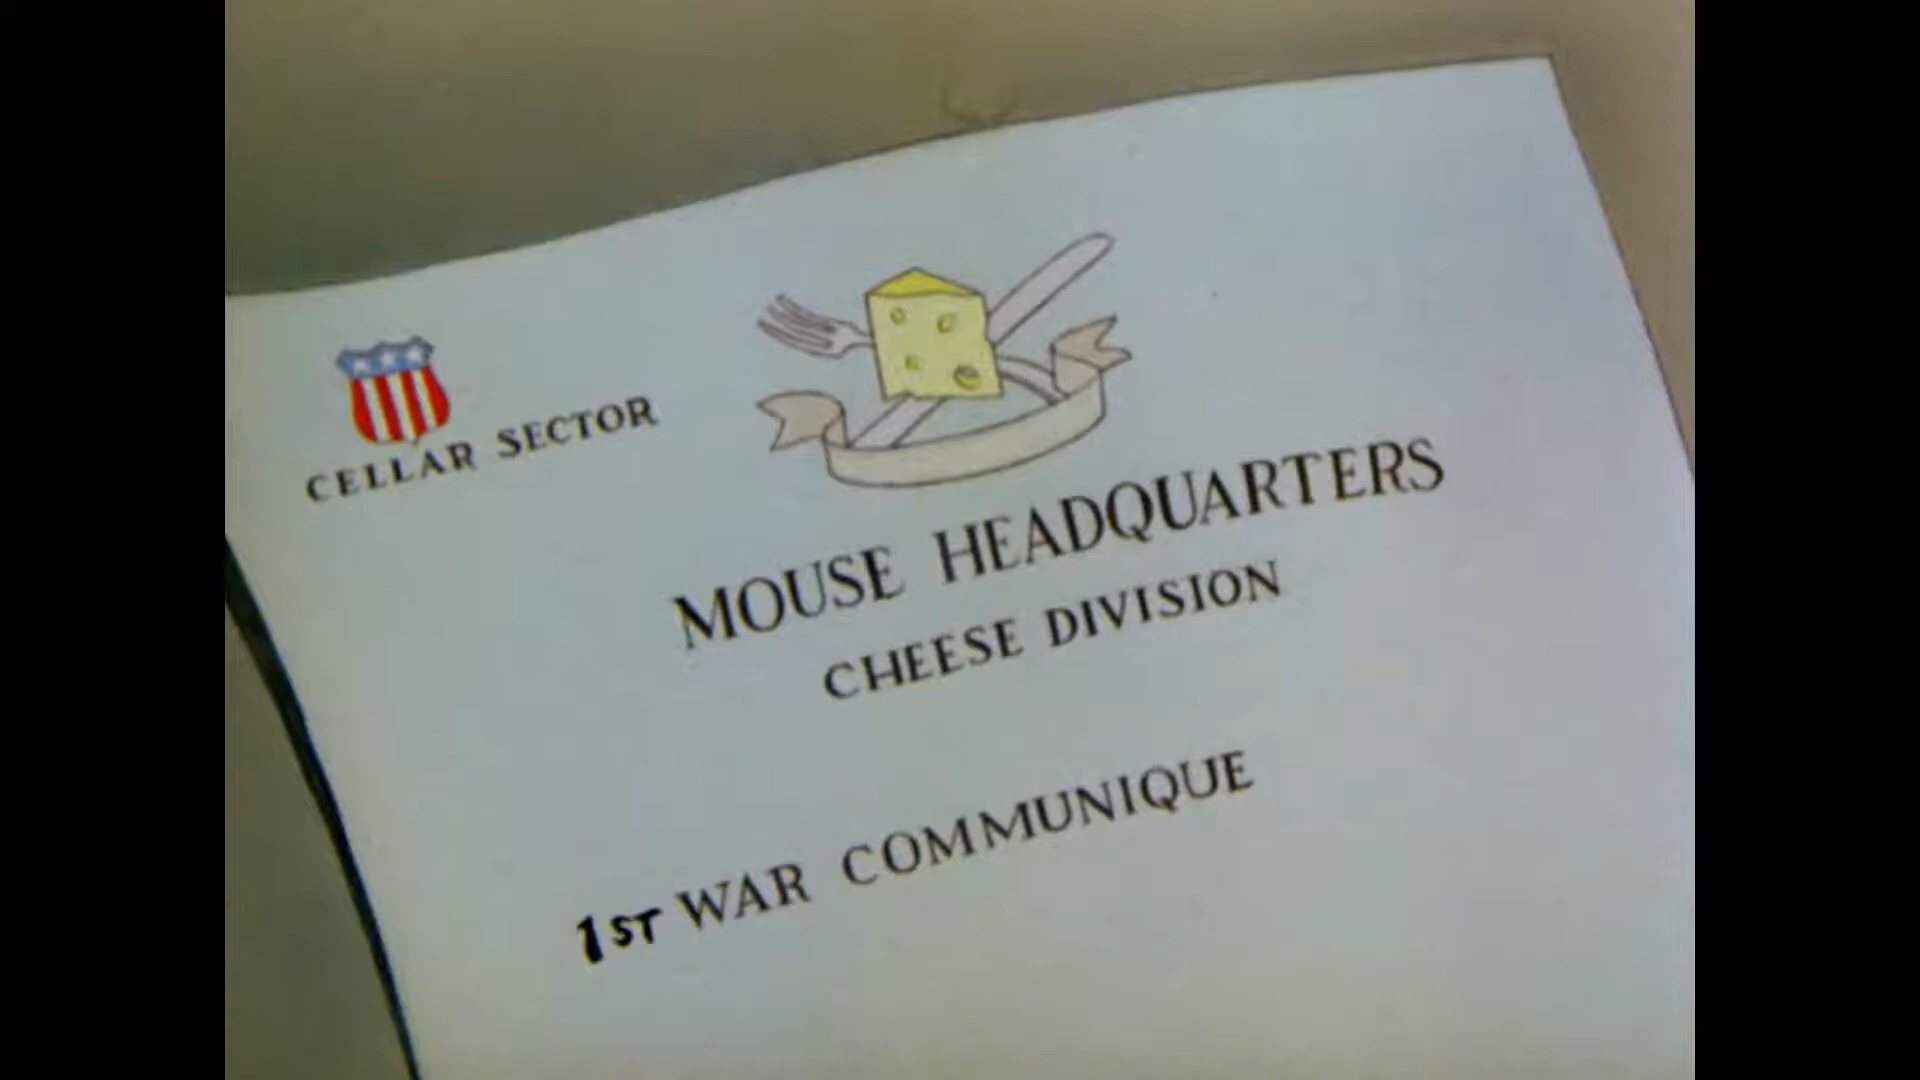 CELLAR SECTOR
MOUSE HEADQUARTERS
CHEESE DIVISION
1ST WAR COMMUNIQUE